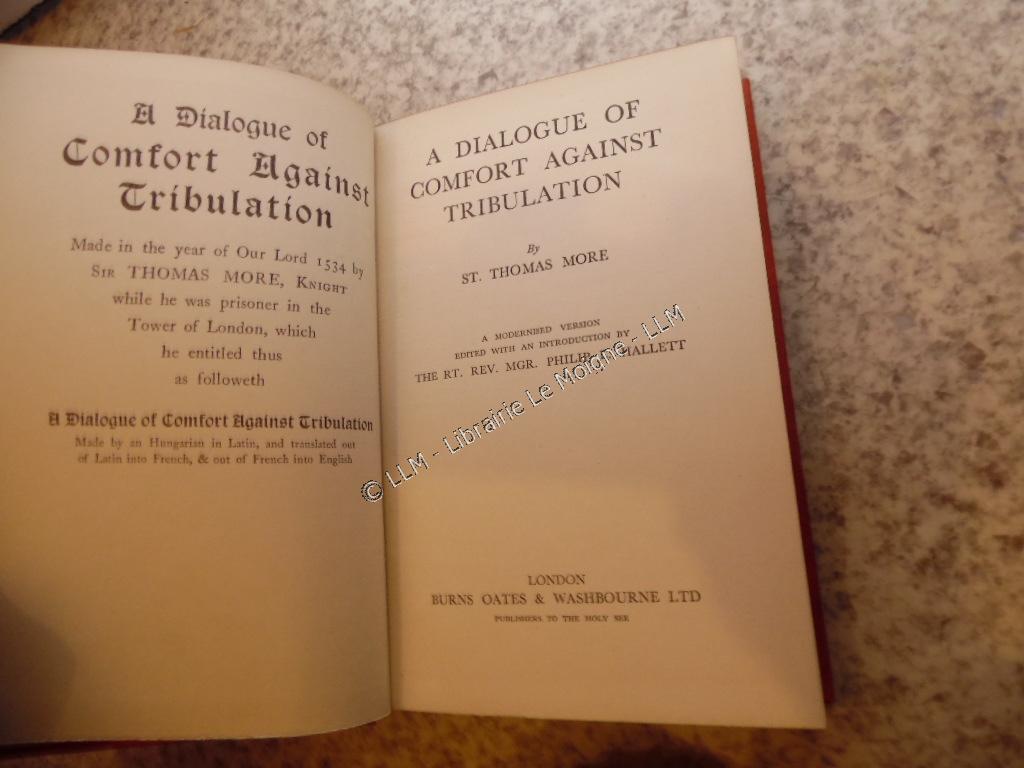 A Dialogue of
Comfort Against
Tribulation
Made in the year of Our Lord 1534 by
Sir THOMAS MORE, Knight
while he was prisoner in the
Tower of London, which
he entitled thus
as followeth
A Dialogue of Comfort Against Tribulation
Made by an Hungarian in Latin, and translated out
of Latin into French, & out of French into English
A DIALOGUE OF
COMFORT AGAINST
TRIBULATION
By
ST. THOMAS MORE
A MODERNISED VERSION
EDITED WITH AN INTRODUCTION BY
THE RT. REV. MGR. PHILIP HALLETT
© LLM - Librairie Le Moigne - LLM
LONDON
BURNS OATES & WASHBOURNE LTD
PUBLISHERS TO THE HOLY SEE